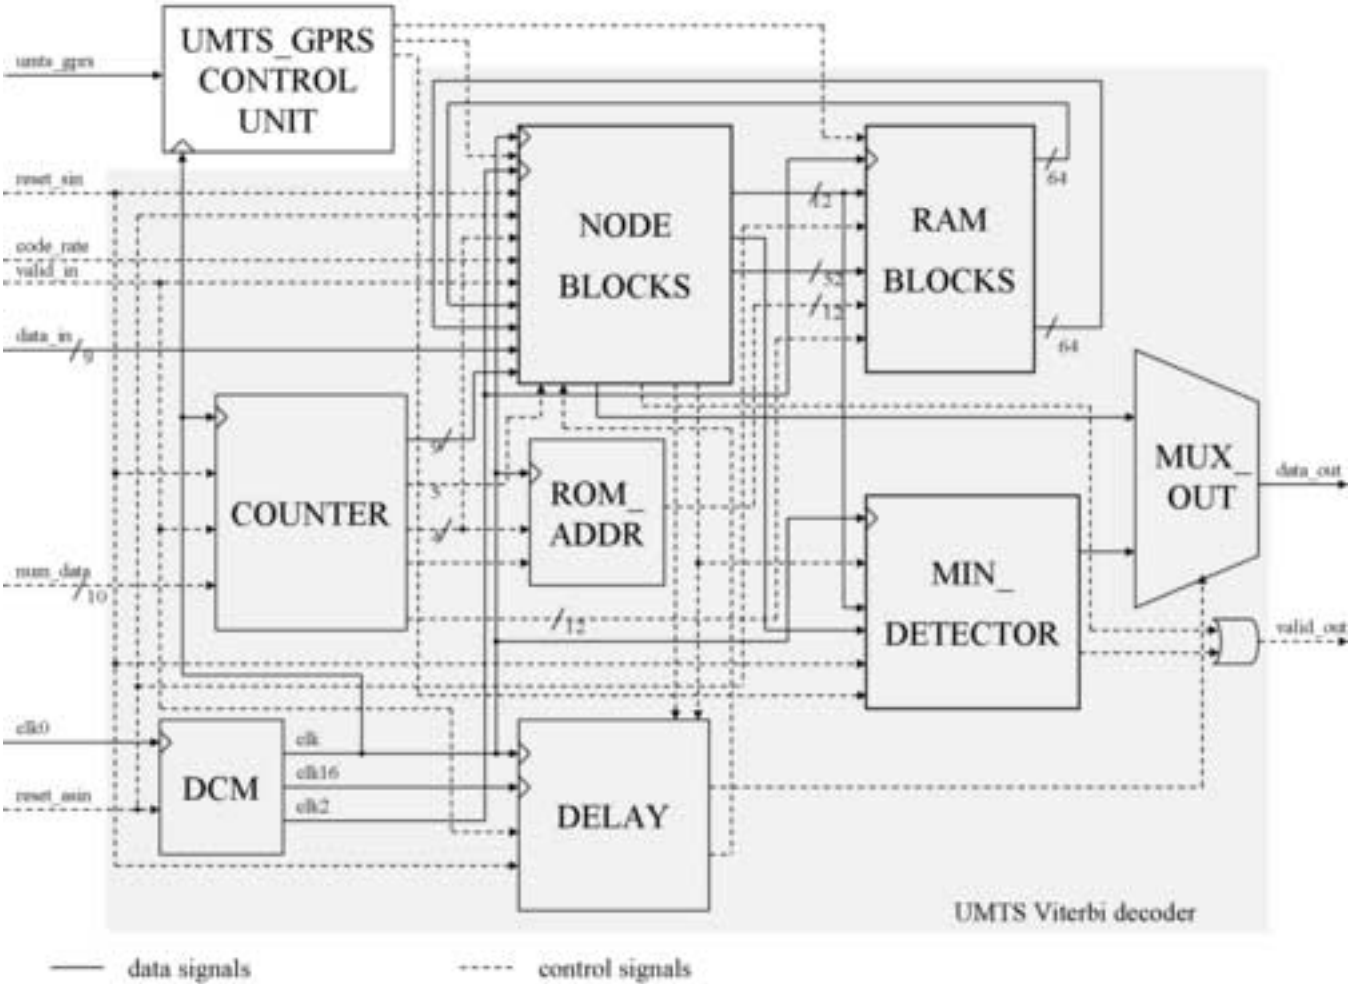 UMTS_GPRS
CONTROL
UNIT
umts_gprs
reset_sin
code_rate
valid_in
data_in
9
NODE
BLOCKS
12
32
12
RAM
BLOCKS
64
64
COUNTER
9
5
4
12
num_data
10
ROM_
ADDR
MUX_
OUT
data_out
MIN_
DETECTOR
valid_out
clk0
reset_asin
DCM
clk
clk16
clk2
DELAY
UMTS Viterbi decoder
data signals
control signals